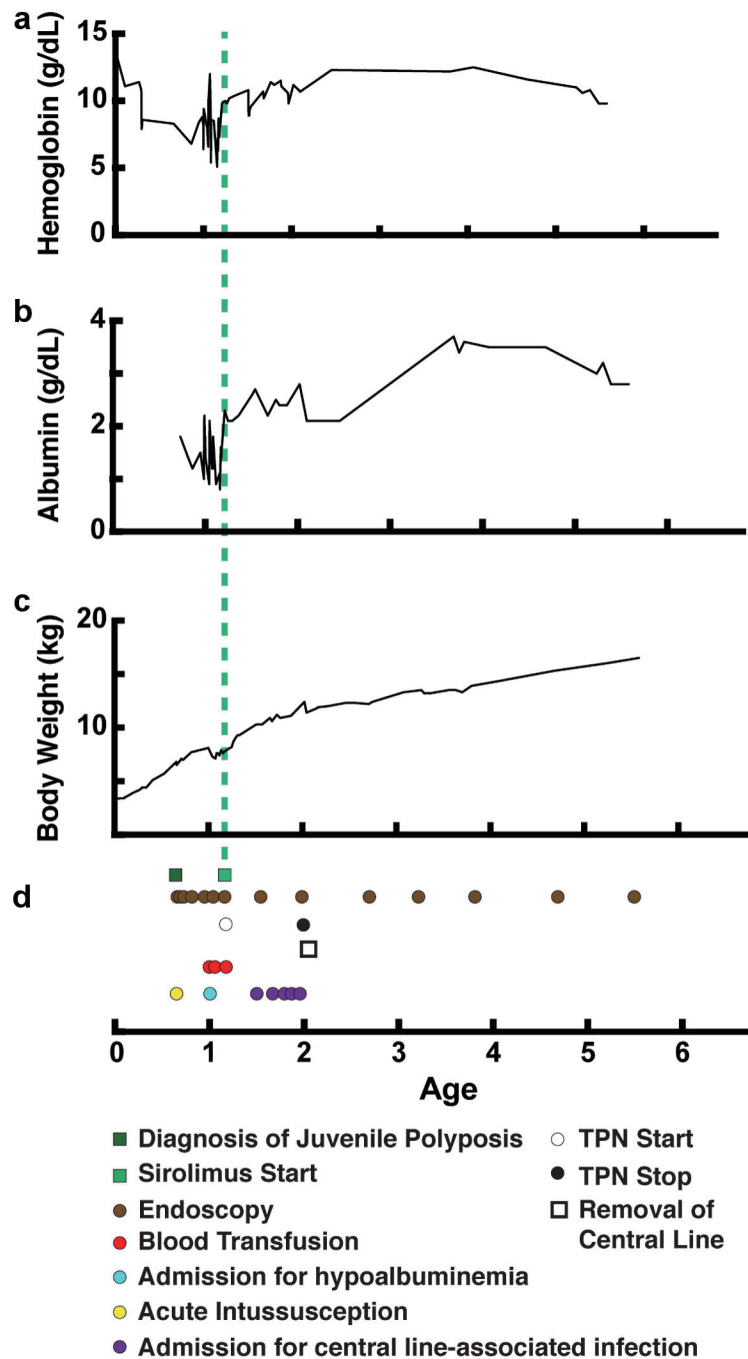 a
Hemoglobin (g/dL)
15
10
5
0
b
Albumin (g/dL)
4
2
0
c
Body Weight (kg)
20
10
d
0 1 2 3 4 5 6
Age
Diagnosis of Juvenile Polyposis
Sirolimus Start
Endoscopy
Blood Transfusion
Admission for hypoalbuminemia
Acute Intussusception
Admission for central line-associated infection
TPN Start
TPN Stop
Removal of
Central Line